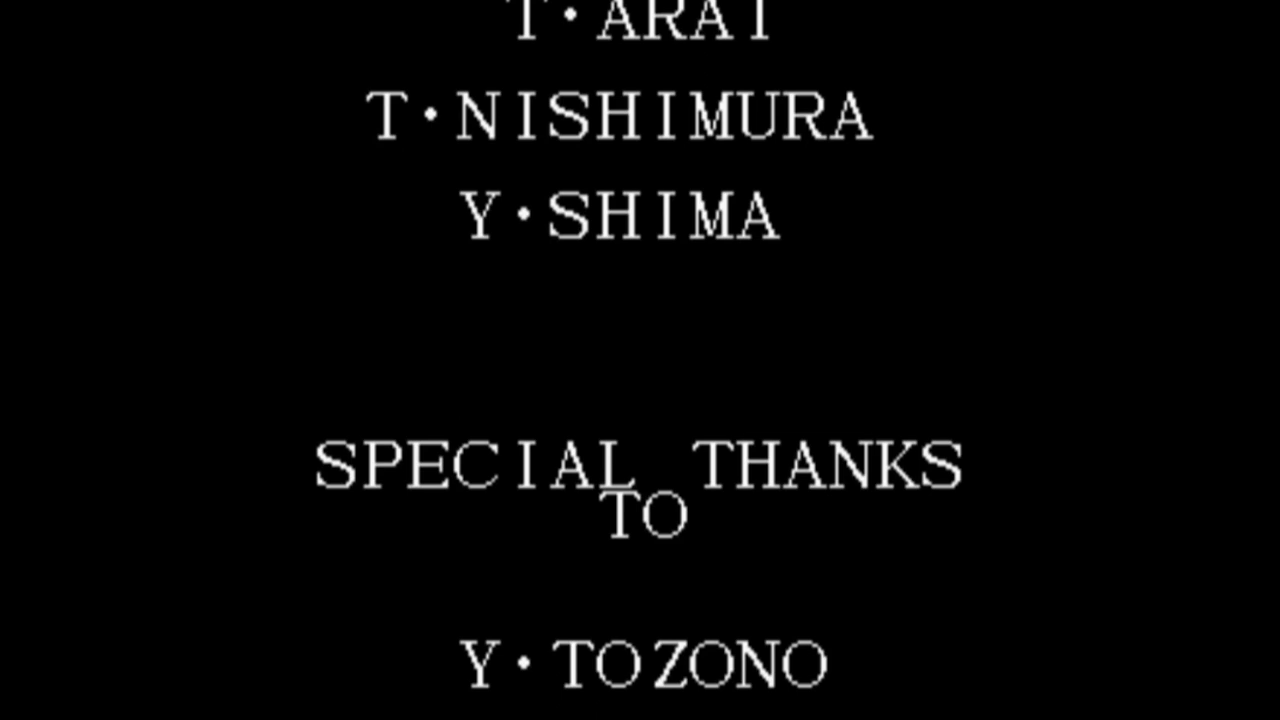 T・ARAI
T・NISHIMURA
Y・SHIMA
SPECIAL THANKS
TO
Y・TOZONO